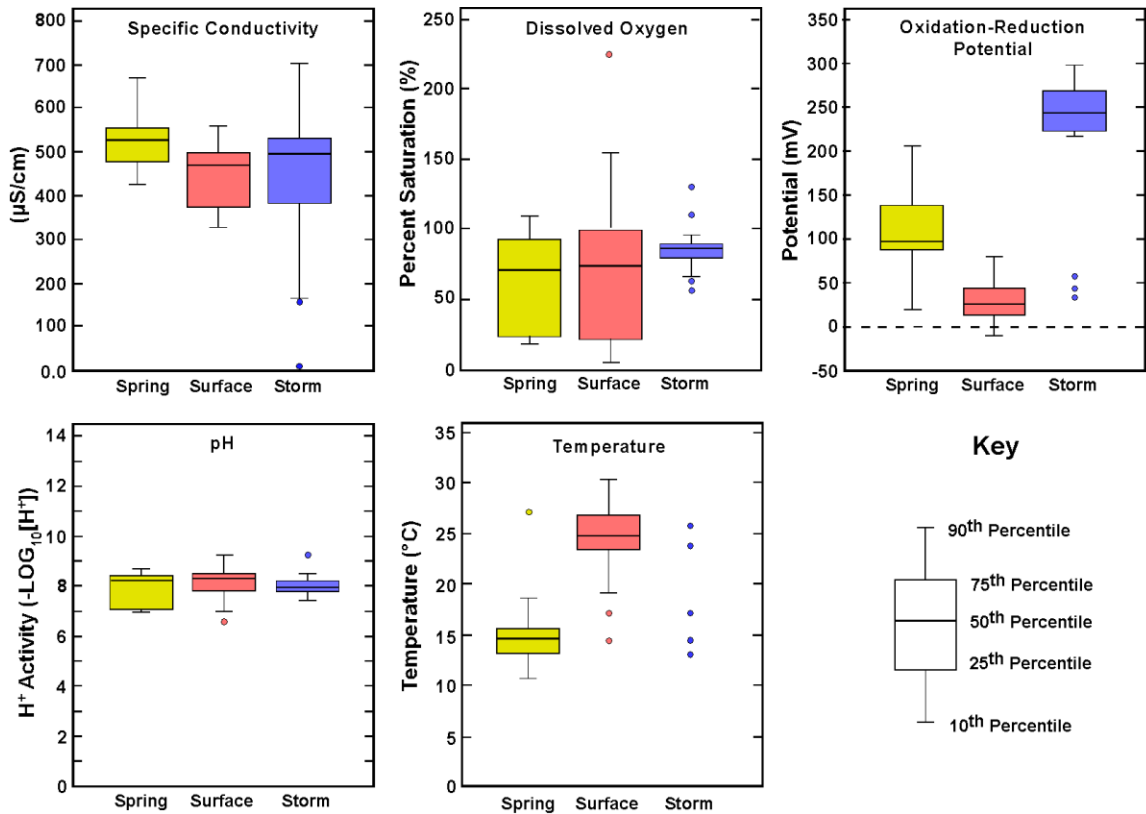 Specific Conductivity
(µS/cm)
800
700
600
500
400
300
200
100
0.0
Spring Surface Storm
Dissolved Oxygen
Percent Saturation (%)
250
200
150
100
50
0
Spring Surface Storm
Oxidation-Reduction
Potential
Potential (mV)
350
300
250
200
150
100
50
0
-50
Spring Surface Storm
pH
H⁺ Activity (-LOG₁₀[H⁺])
14
12
10
8
6
4
2
0
Spring Surface Storm
Temperature
Temperature (°C)
35
30
25
20
15
10
5
0
Spring Surface Storm
Key
90th Percentile
75th Percentile
50th Percentile
25th Percentile
10th Percentile